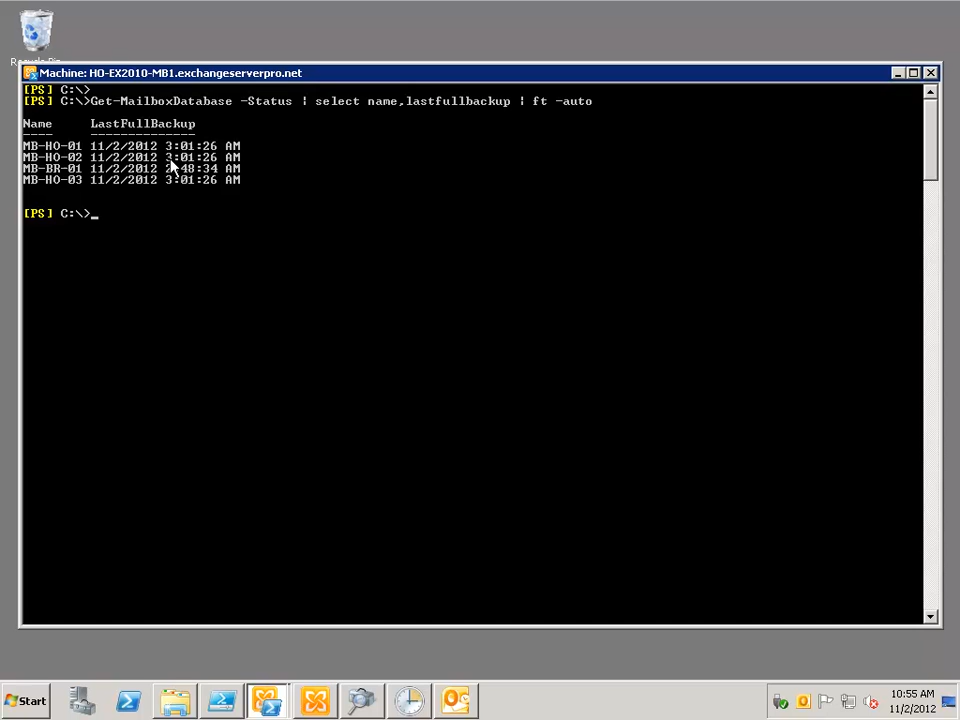 Machine: HO-EX2010-MB1.exchangeserverpro.net
[PS] C:\>
[PS] C:\>Get-MailboxDatabase -Status | select name,lastfullbackup | ft -auto
Name LastFullBackup
---- --------------
MB-HO-01 11/2/2012 3:01:26 AM
MB-HO-02 11/2/2012 3:01:26 AM
MB-BR-01 11/2/2012 2:48:34 AM
MB-HO-03 11/2/2012 3:01:26 AM
[PS] C:\>_
Start
10:55 AM
11/2/2012